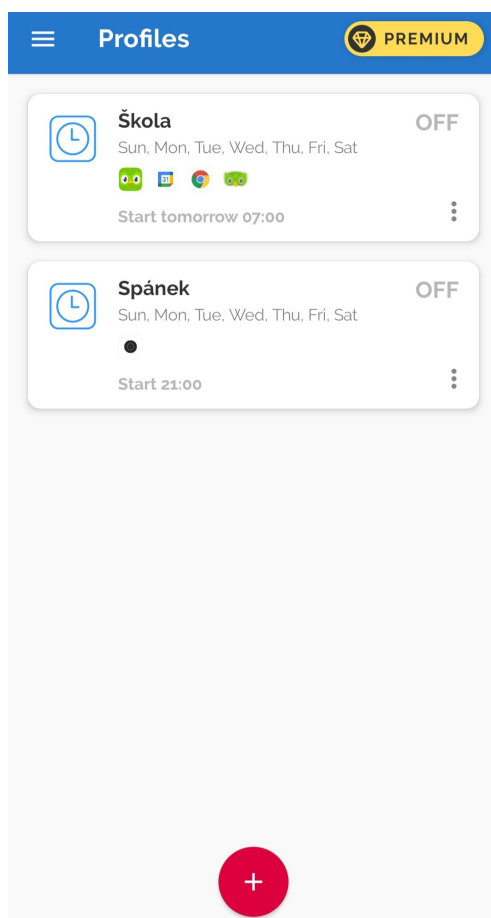 Profiles
PREMIUM
Škola
OFF
Sun, Mon, Tue, Wed, Thu, Fri, Sat
31
Start tomorrow 07:00
Spánek
OFF
Sun, Mon, Tue, Wed, Thu, Fri, Sat
Start 21:00